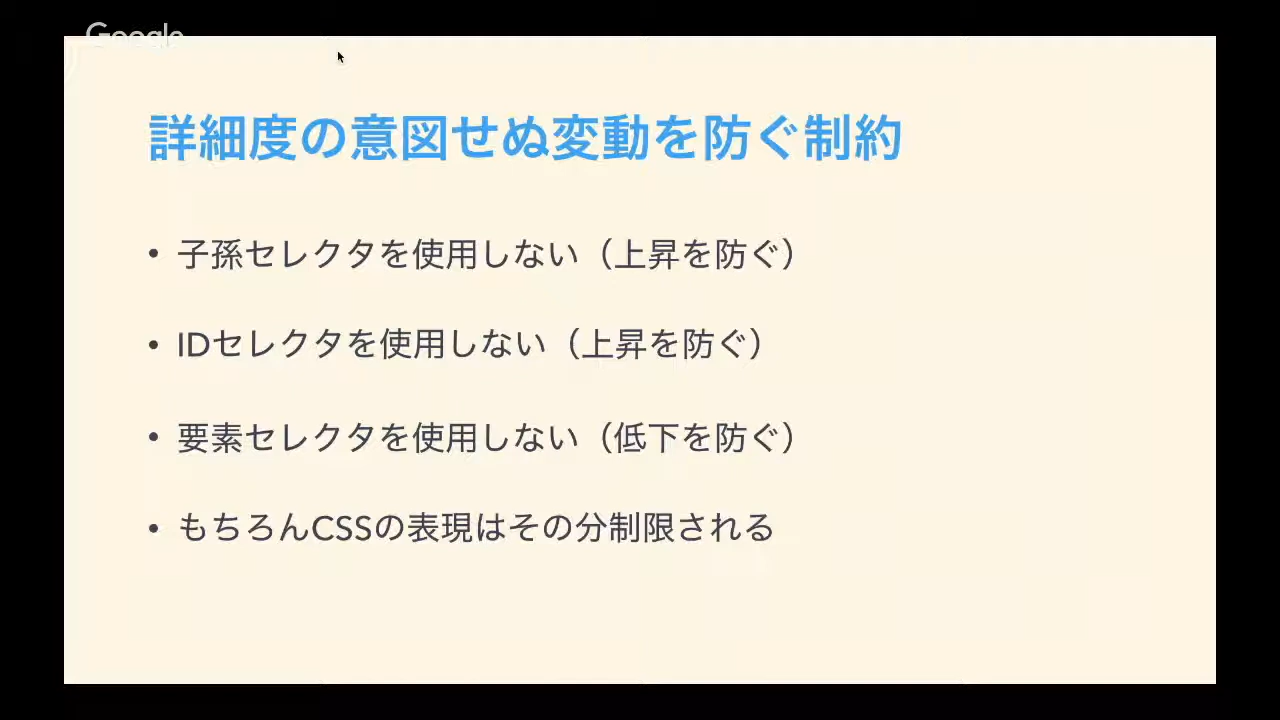 Google
詳細度の意図せぬ変動を防ぐ制約
• 子孫セレクタを使用しない（上昇を防ぐ）
• IDセレクタを使用しない（上昇を防ぐ）
• 要素セレクタを使用しない（低下を防ぐ）
• もちろんCSSの表現はその分制限される